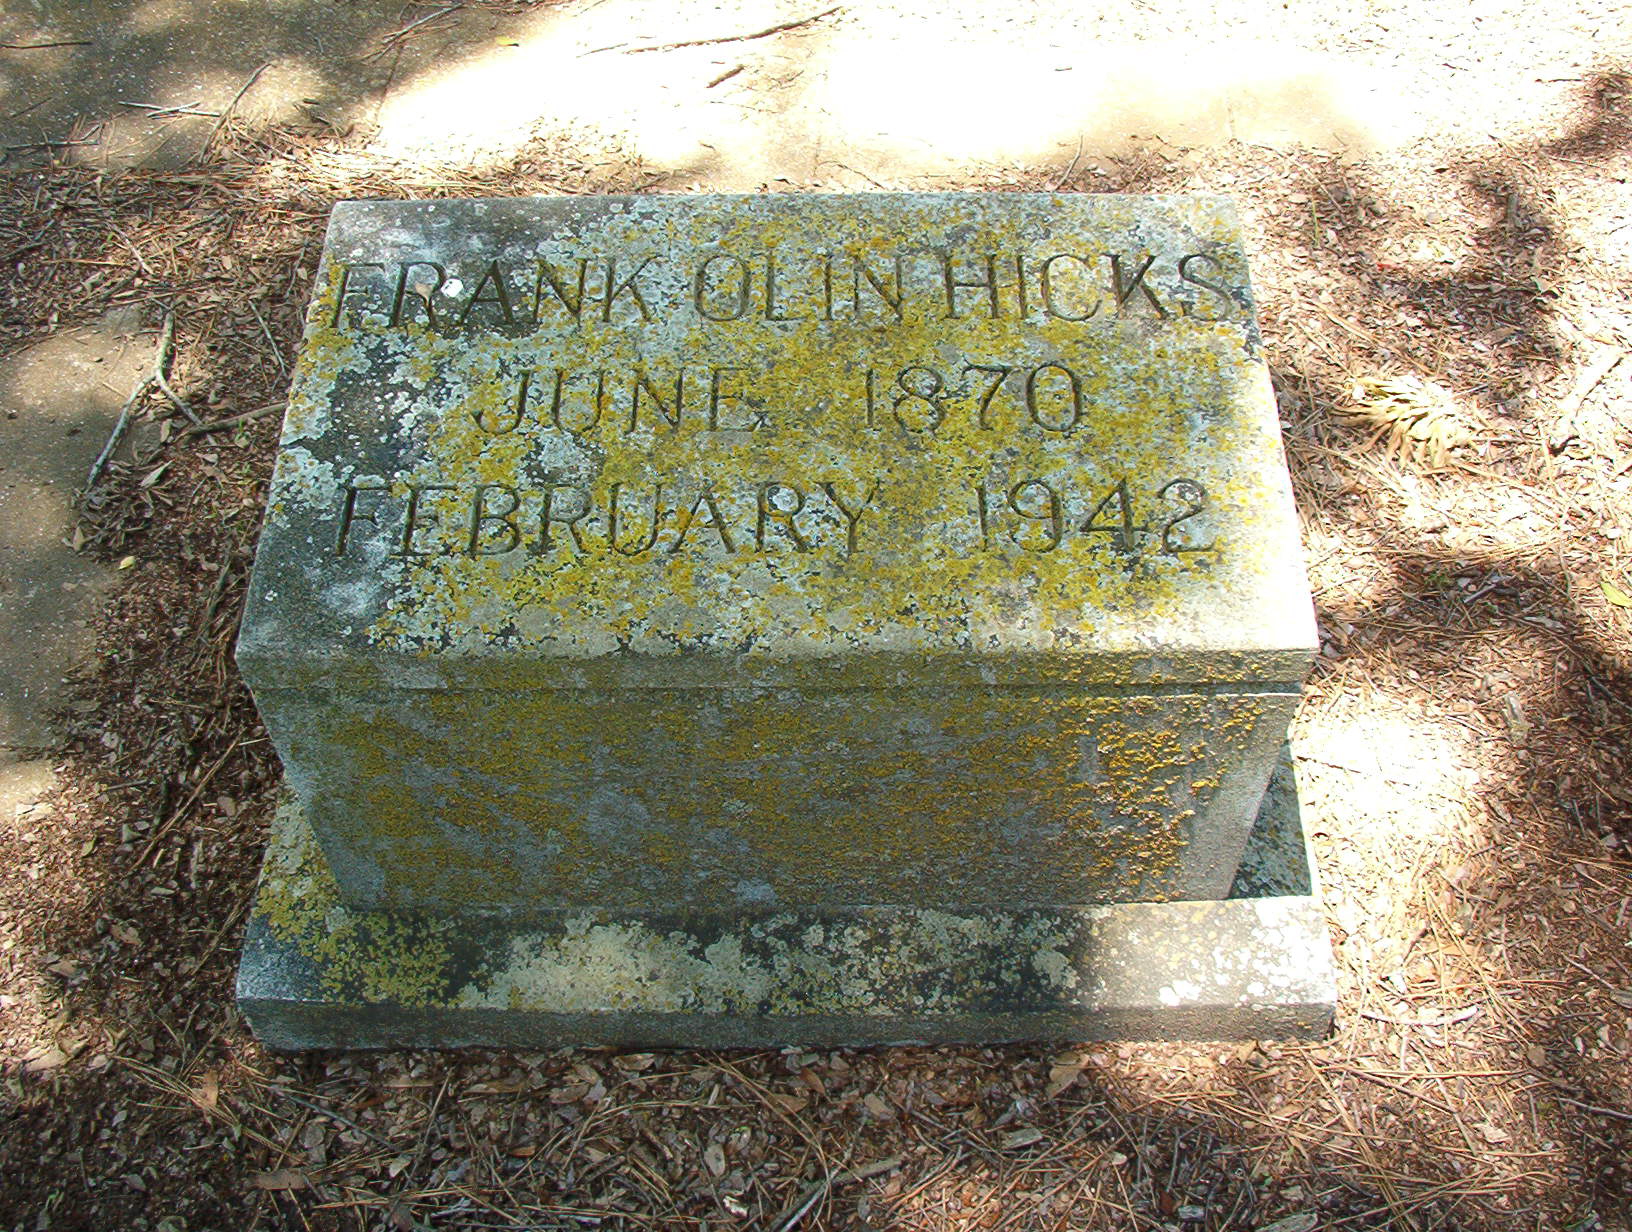 FRANK OLIN HICKS
JUNE 1870
FEBRUARY 1942